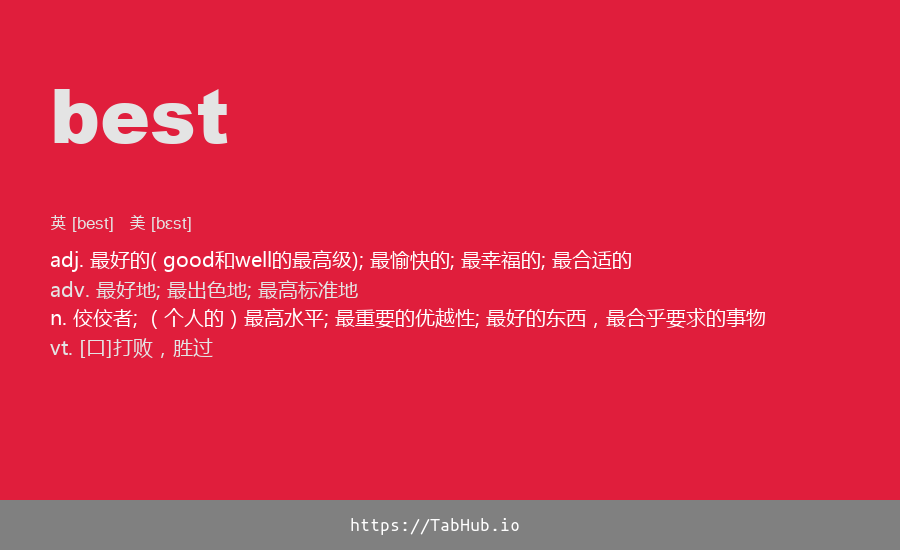 best
英 [best] 美 [bɛst]
adj. 最好的( good和well的最高级); 最愉快的; 最幸福的; 最合适的
adv. 最好地; 最出色地; 最高标准地
n. 佼佼者; （个人的）最高水平; 最重要的优越性; 最好的东西，最合乎要求的事物
vt. [口]打败，胜过
https://TabHub.io